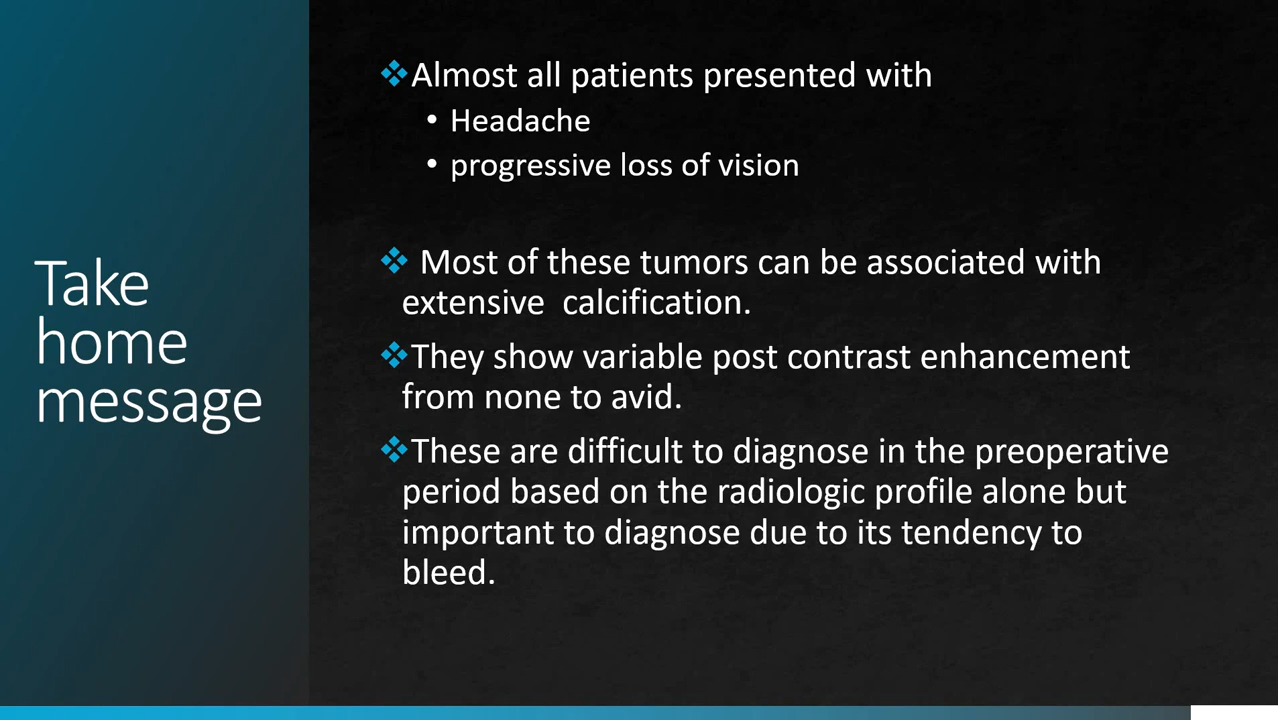 Take
home
message
❖Almost all patients presented with
• Headache
• progressive loss of vision
❖ Most of these tumors can be associated with
extensive  calcification.
❖They show variable post contrast enhancement
from none to avid.
❖These are difficult to diagnose in the preoperative
period based on the radiologic profile alone but
important to diagnose due to its tendency to
bleed.